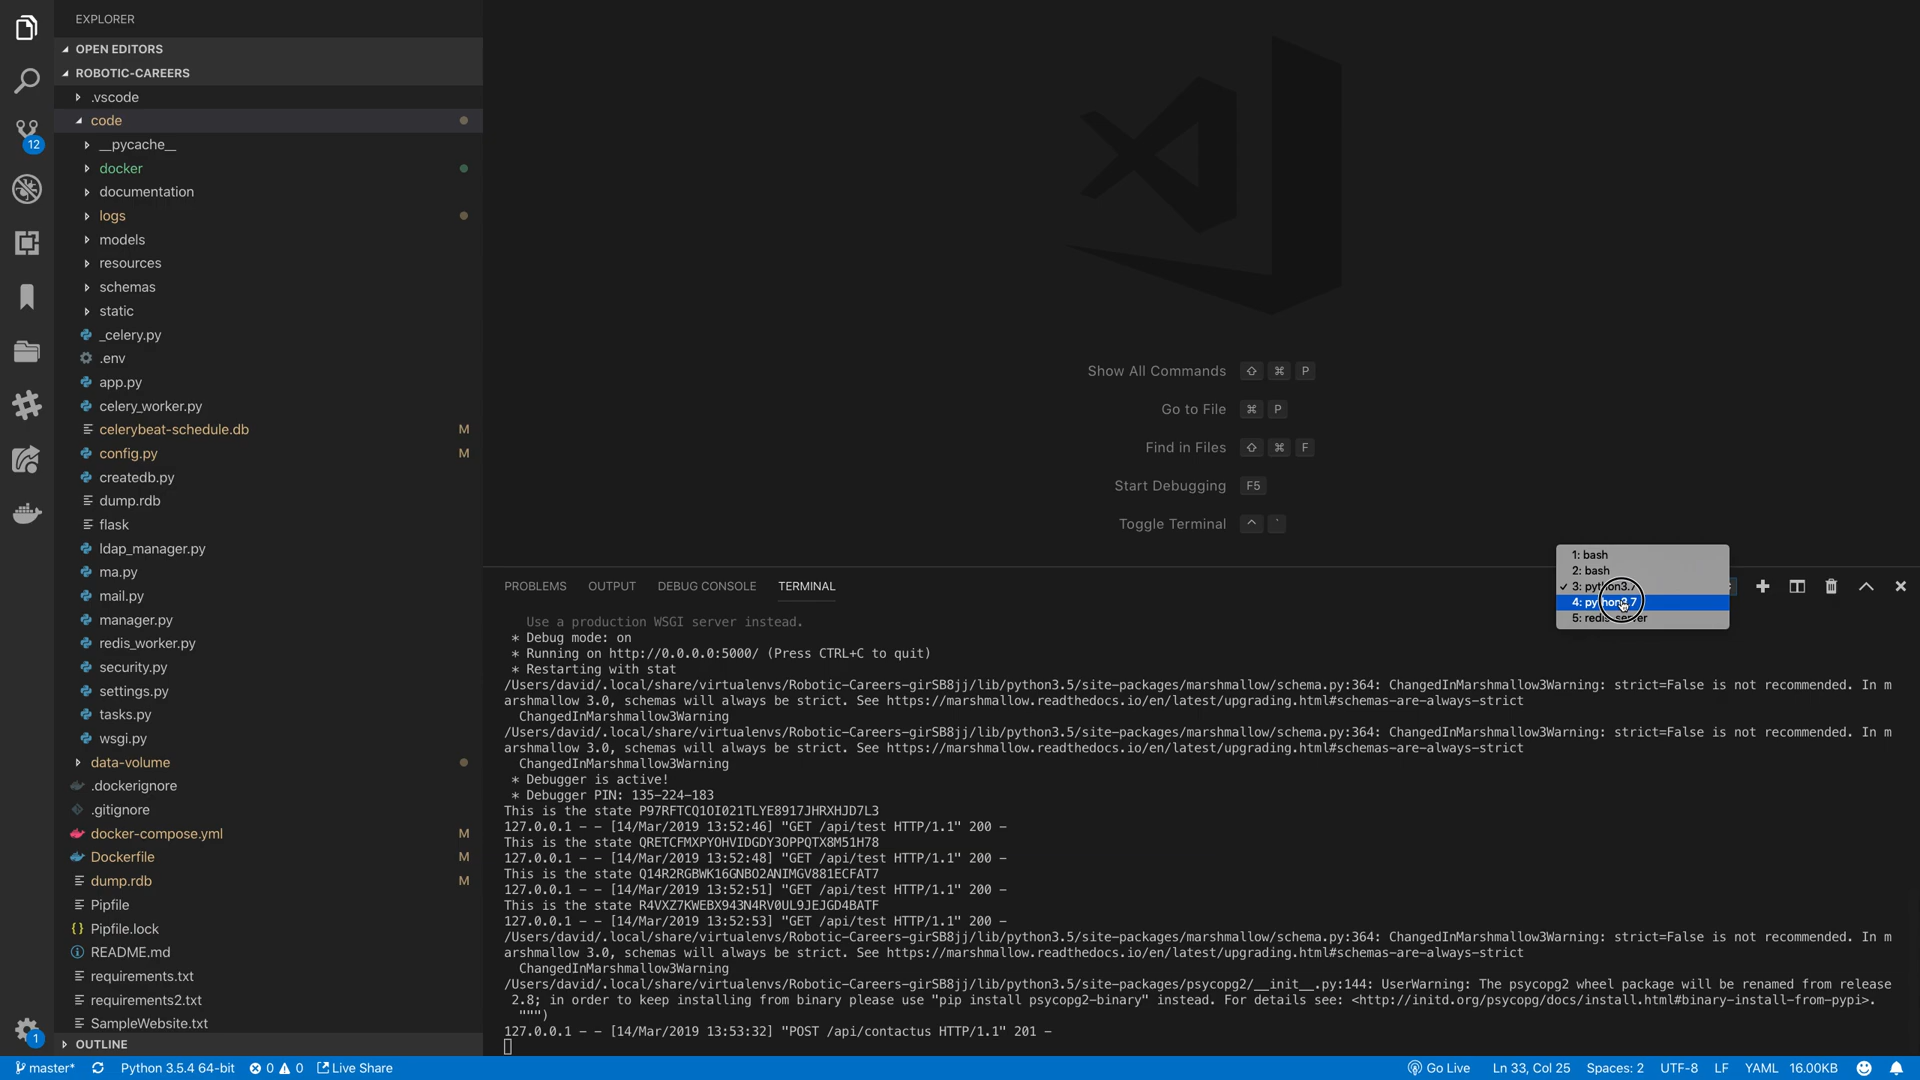 EXPLORER
OPEN EDITORS
ROBOTIC-CAREERS
.vscode
code
__pycache__
docker
documentation
logs
models
resources
schemas
static
_celery.py
.env
app.py
celery_worker.py
celerybeat-schedule.db M
config.py M
createdb.py
dump.rdb
flask
ldap_manager.py
ma.py
mail.py
manager.py
redis_worker.py
security.py
settings.py
tasks.py
wsgi.py
data-volume
.dockerignore
.gitignore
docker-compose.yml M
Dockerfile M
dump.rdb M
Pipfile
{} Pipfile.lock
README.md
requirements.txt
requirements2.txt
SampleWebsite.txt
OUTLINE
12
1
Show All Commands ⇧ ⌘ P
Go to File ⌘ P
Find in Files ⇧ ⌘ F
Start Debugging F5
Toggle Terminal ^ `
PROBLEMS OUTPUT DEBUG CONSOLE TERMINAL
1: bash
2: bash
✓ 3: python3.7
4: python3.7
5: redis-server
Use a production WSGI server instead.
* Debug mode: on
* Running on http://0.0.0.0:5000/ (Press CTRL+C to quit)
* Restarting with stat
/Users/david/.local/share/virtualenvs/Robotic-Careers-girSB8jj/lib/python3.5/site-packages/marshmallow/schema.py:364: ChangedInMarshmallow3Warning: strict=False is not recommended. In m
arshmallow 3.0, schemas will always be strict. See https://marshmallow.readthedocs.io/en/latest/upgrading.html#schemas-are-always-strict
ChangedInMarshmallow3Warning
/Users/david/.local/share/virtualenvs/Robotic-Careers-girSB8jj/lib/python3.5/site-packages/marshmallow/schema.py:364: ChangedInMarshmallow3Warning: strict=False is not recommended. In m
arshmallow 3.0, schemas will always be strict. See https://marshmallow.readthedocs.io/en/latest/upgrading.html#schemas-are-always-strict
ChangedInMarshmallow3Warning
* Debugger is active!
* Debugger PIN: 135-224-183
This is the state P97RFTCQ1OI021TLYE8917JHRXHJD7L3
127.0.0.1 - - [14/Mar/2019 13:52:46] "GET /api/test HTTP/1.1" 200 -
This is the state QRETCFMXPYOHVIDGDY3OPPQTX8M51H78
127.0.0.1 - - [14/Mar/2019 13:52:48] "GET /api/test HTTP/1.1" 200 -
This is the state Q14R2RGBWK16GNBO2ANIMGV881ECFAT7
127.0.0.1 - - [14/Mar/2019 13:52:51] "GET /api/test HTTP/1.1" 200 -
This is the state R4VXZ7KWEBX943N4RV0UL9JEJGD4BATF
127.0.0.1 - - [14/Mar/2019 13:52:53] "GET /api/test HTTP/1.1" 200 -
/Users/david/.local/share/virtualenvs/Robotic-Careers-girSB8jj/lib/python3.5/site-packages/marshmallow/schema.py:364: ChangedInMarshmallow3Warning: strict=False is not recommended. In m
arshmallow 3.0, schemas will always be strict. See https://marshmallow.readthedocs.io/en/latest/upgrading.html#schemas-are-always-strict
ChangedInMarshmallow3Warning
/Users/david/.local/share/virtualenvs/Robotic-Careers-girSB8jj/lib/python3.5/site-packages/psycopg2/__init__.py:144: UserWarning: The psycopg2 wheel package will be renamed from release
2.8; in order to keep installing from binary please use "pip install psycopg2-binary" instead. For details see: <http://initd.org/psycopg/docs/install.html#binary-install-from-pypi>.
""")
127.0.0.1 - - [14/Mar/2019 13:53:32] "POST /api/contactus HTTP/1.1" 201 -
master* Python 3.5.4 64-bit 0 0 Live Share Go Live Ln 33, Col 25 Spaces: 2 UTF-8 LF YAML 16.00KB